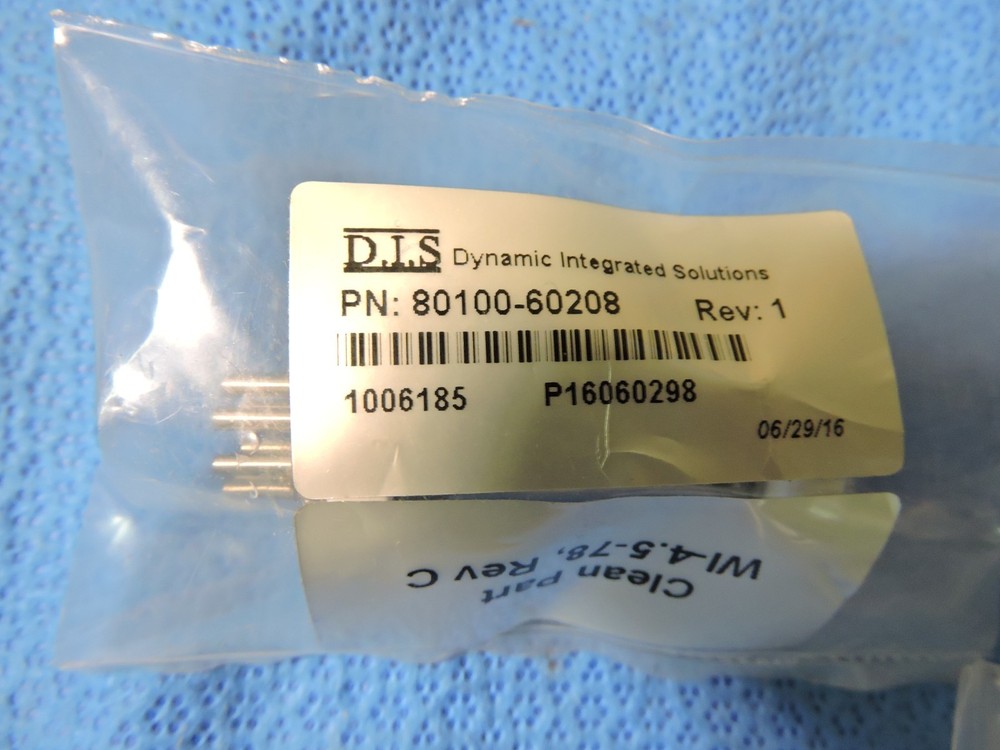 D.I.S Dynamic Integrated Solutions
PN: 80100-60208 Rev: 1
1006185 P16060298
06/29/16
Clean part
WI-4.5-78, Rev C